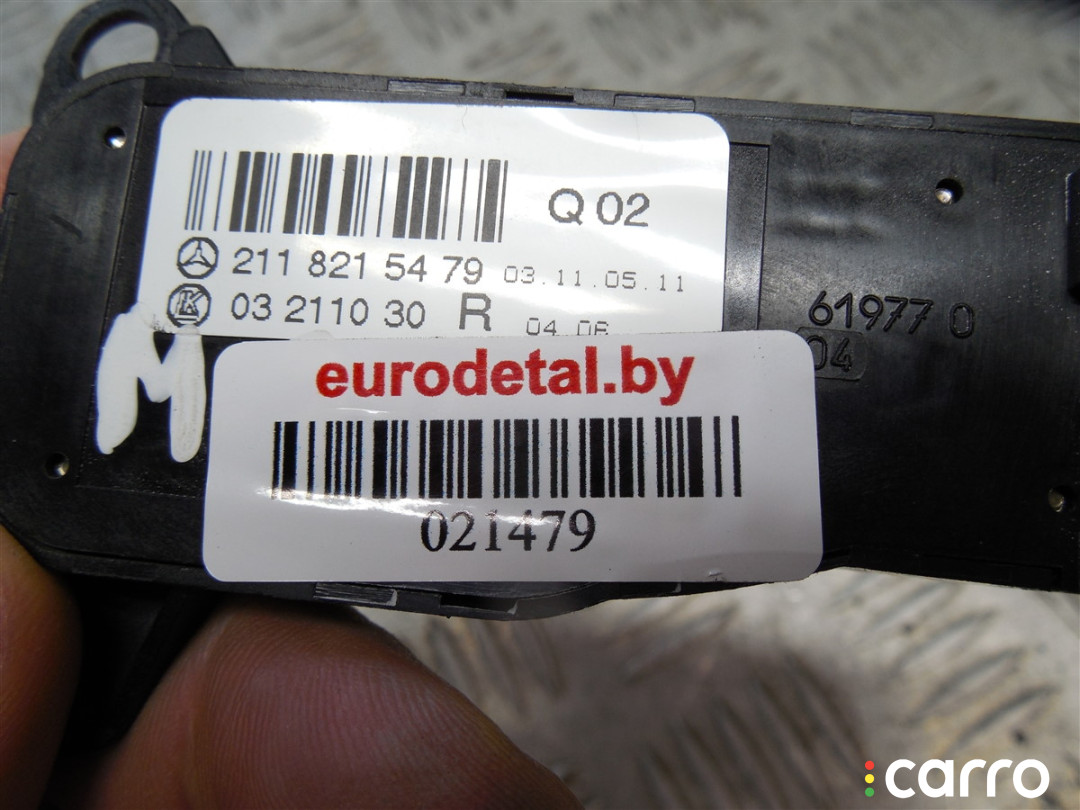 Q 02
211 821 54 79 03.11.05.11
LK 03 2110 30 R 04 06
61977 0
04
M
eurodetal.by
021479
carro